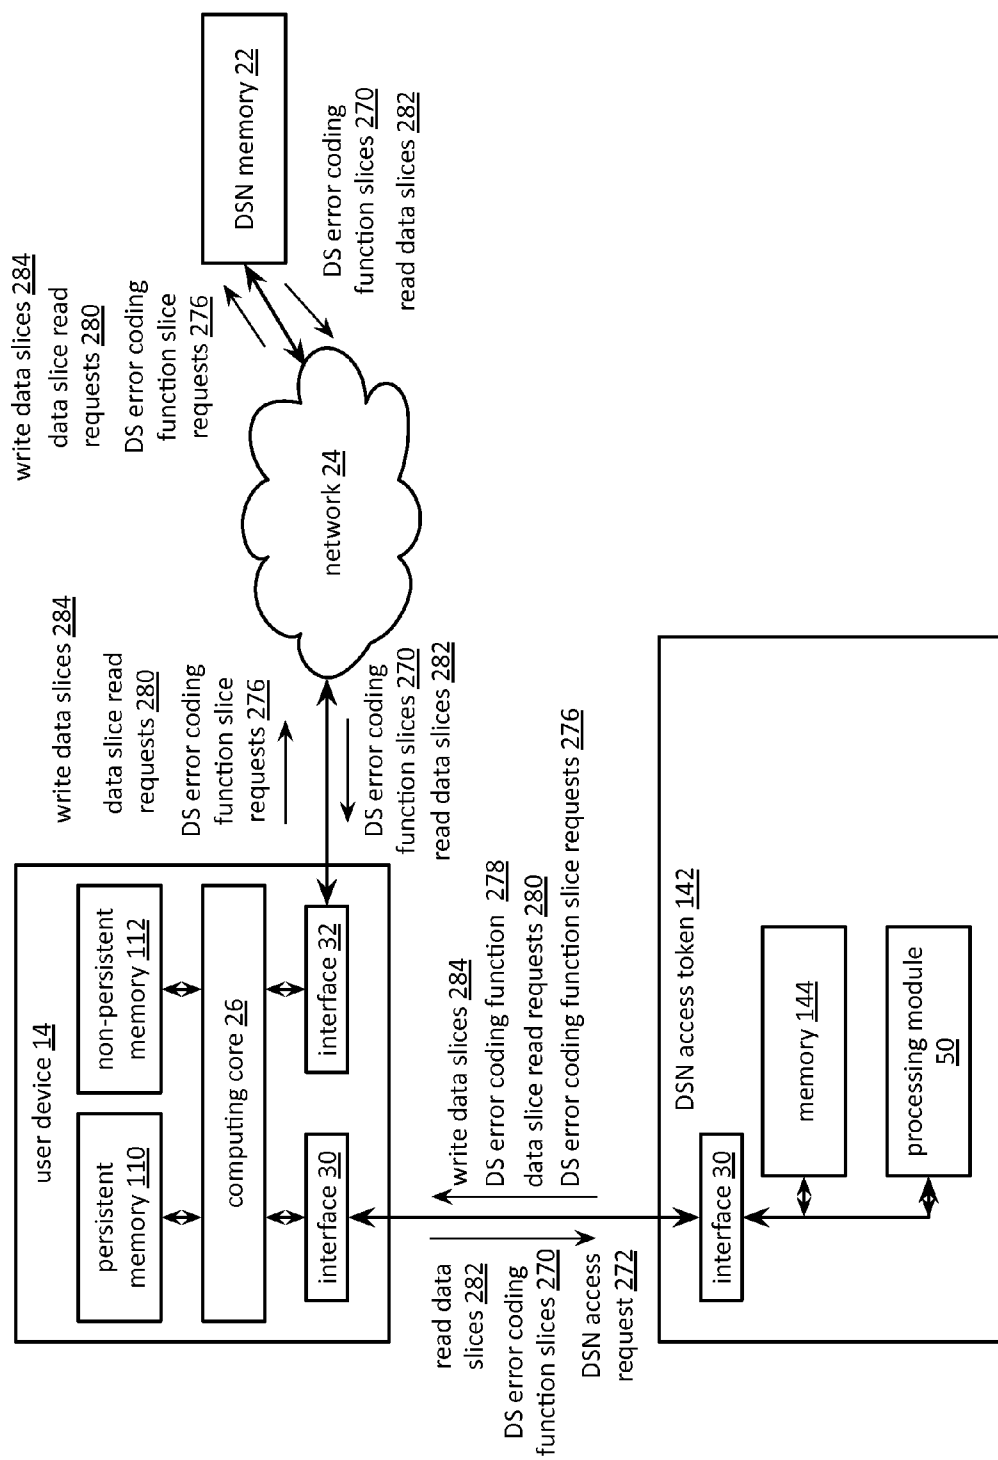 user device 14
persistent
memory 110
non-persistent
memory 112
computing core 26
interface 30
interface 32
write data slices 284
data slice read
requests 280
DS error coding
function slice
requests 276
DS error coding
function slices 270
read data slices 282
network 24
write data slices 284
data slice read
requests 280
DS error coding
function slice
requests 276
DSN memory 22
DS error coding
function slices 270
read data slices 282
read data
slices 282
DS error coding
function slices 270
DSN access
request 272
write data slices 284
DS error coding function 278
data slice read requests 280
DS error coding function slice requests 276
DSN access token 142
interface 30
memory 144
processing module
50